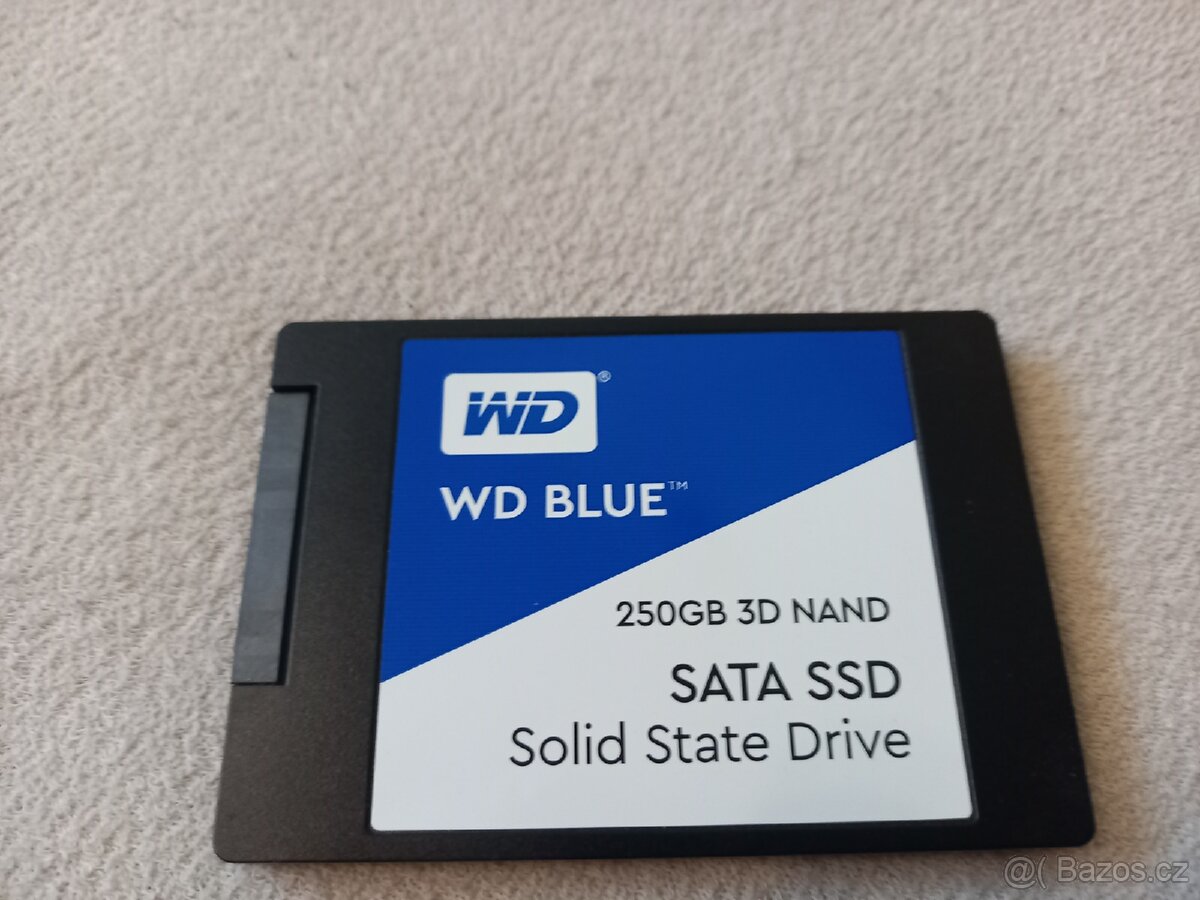 WD®
WD BLUE™
250GB 3D NAND
SATA SSD
Solid State Drive
@( Bazos.cz